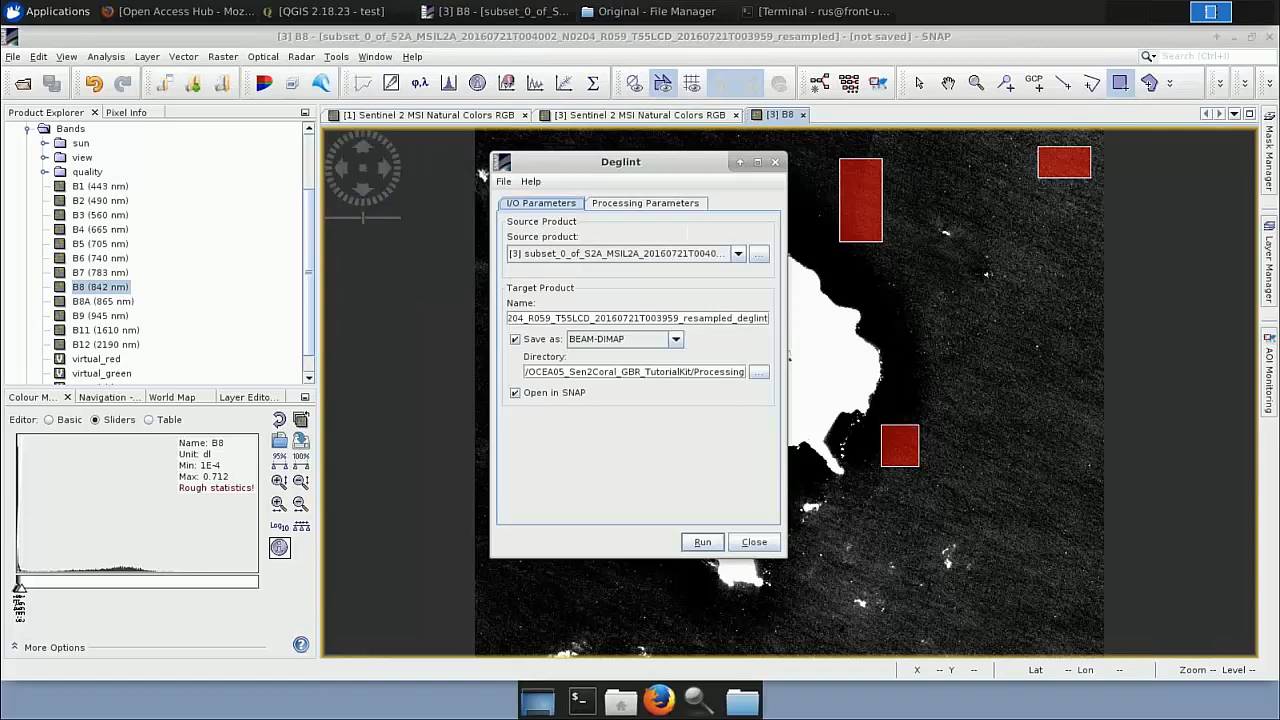 Applications
[Open Access Hub - Moz...
[QGIS 2.18.23 - test]
[3] B8 - [subset_0_of_S...
Original - File Manager
[Terminal - rus@front-u...
[3] B8 - [subset_0_of_S2A_MSIL2A_20160721T004002_N0204_R059_T55LCD_20160721T003959_resampled] - [not saved] - SNAP
File Edit View Analysis Layer Vector Raster Optical Radar Tools Window Help
Search (Ctrl+I)
GCP
Product Explorer
Pixel Info
[1] Sentinel 2 MSI Natural Colors RGB
[3] Sentinel 2 MSI Natural Colors RGB
[3] B8
Bands
sun
view
quality
B1 (443 nm)
B2 (490 nm)
B3 (560 nm)
B4 (665 nm)
B5 (705 nm)
B6 (740 nm)
B7 (783 nm)
B8 (842 nm)
B8A (865 nm)
B9 (945 nm)
B11 (1610 nm)
B12 (2190 nm)
virtual_red
virtual_green
Colour M...
Navigation -...
World Map
Layer Edito...
Editor: Basic Sliders Table
Name: B8
Unit: dl
Min: 1E-4
Max: 0.712
Rough statistics!
95% 100%
Log10
More Options
Deglint
File Help
I/O Parameters
Processing Parameters
Source Product
Source product:
[3] subset_0_of_S2A_MSIL2A_20160721T0040...
...
Target Product
Name:
204_R059_T55LCD_20160721T003959_resampled_deglint
Save as: BEAM-DIMAP
Directory:
/OCEA05_Sen2Coral_GBR_TutorialKit/Processing
...
Open in SNAP
Run
Close
Mask Manager
Layer Manager
AOI Monitoring
X -- Y -- Lat -- Lon -- Zoom -- Level --